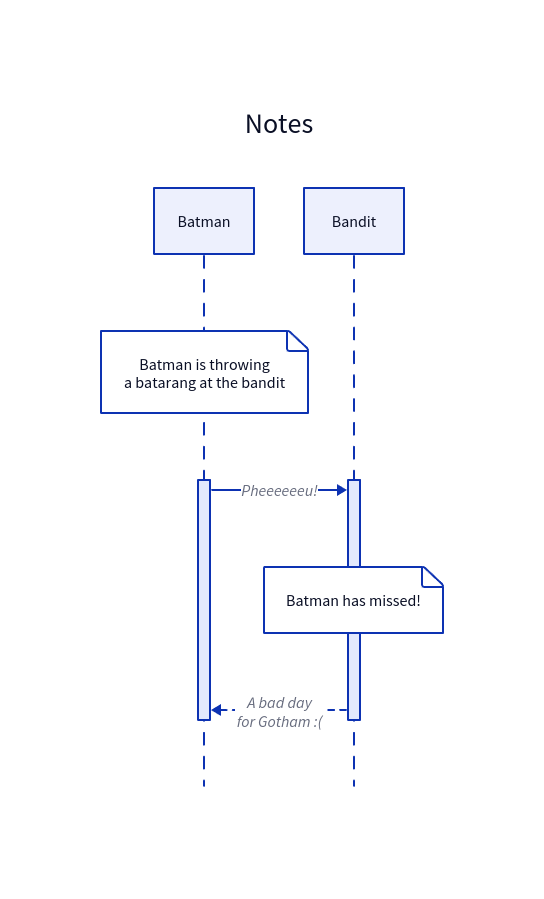 Notes
Batman
Bandit
Batman is throwing
a batarang at the bandit
Pheeeeeeu!
Batman has missed!
A bad day
for Gotham :(